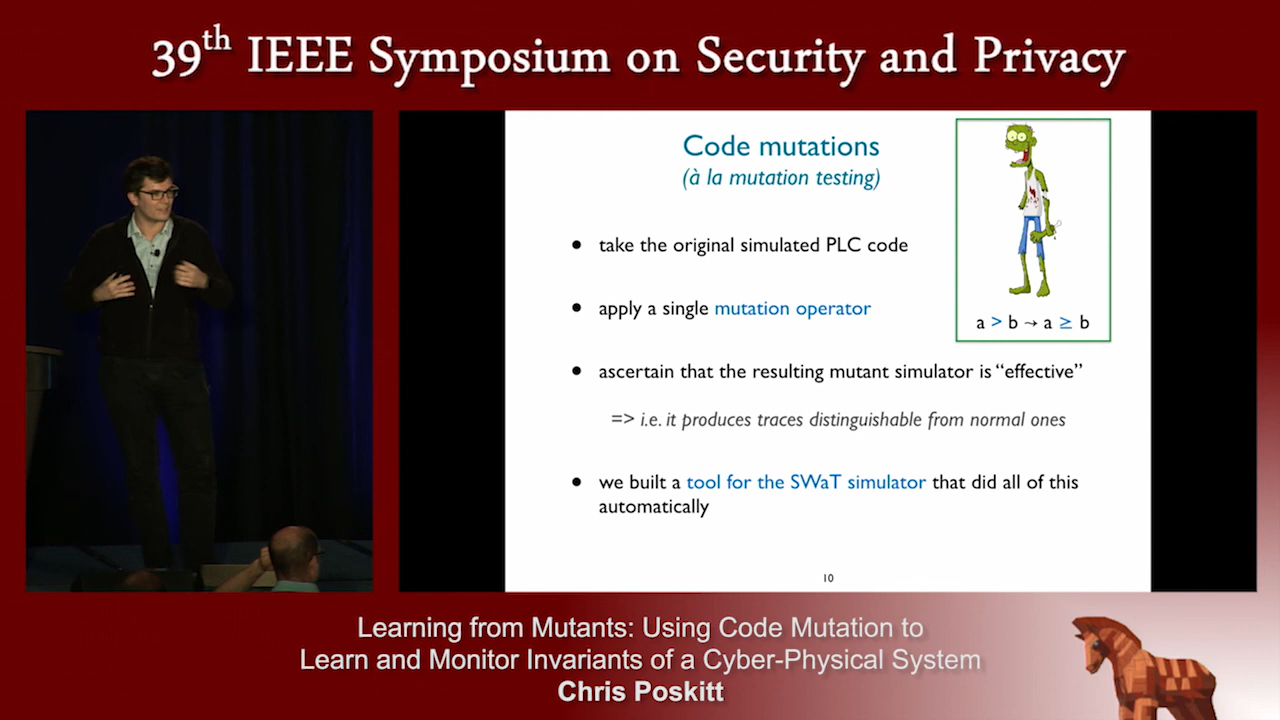 39th IEEE Symposium on Security and Privacy
Code mutations
(à la mutation testing)
• take the original simulated PLC code
• apply a single mutation operator
a > b → a ≥ b
• ascertain that the resulting mutant simulator is “effective”
=> i.e. it produces traces distinguishable from normal ones
• we built a tool for the SWaT simulator that did all of this
automatically
10
Learning from Mutants: Using Code Mutation to
Learn and Monitor Invariants of a Cyber-Physical System
Chris Poskitt